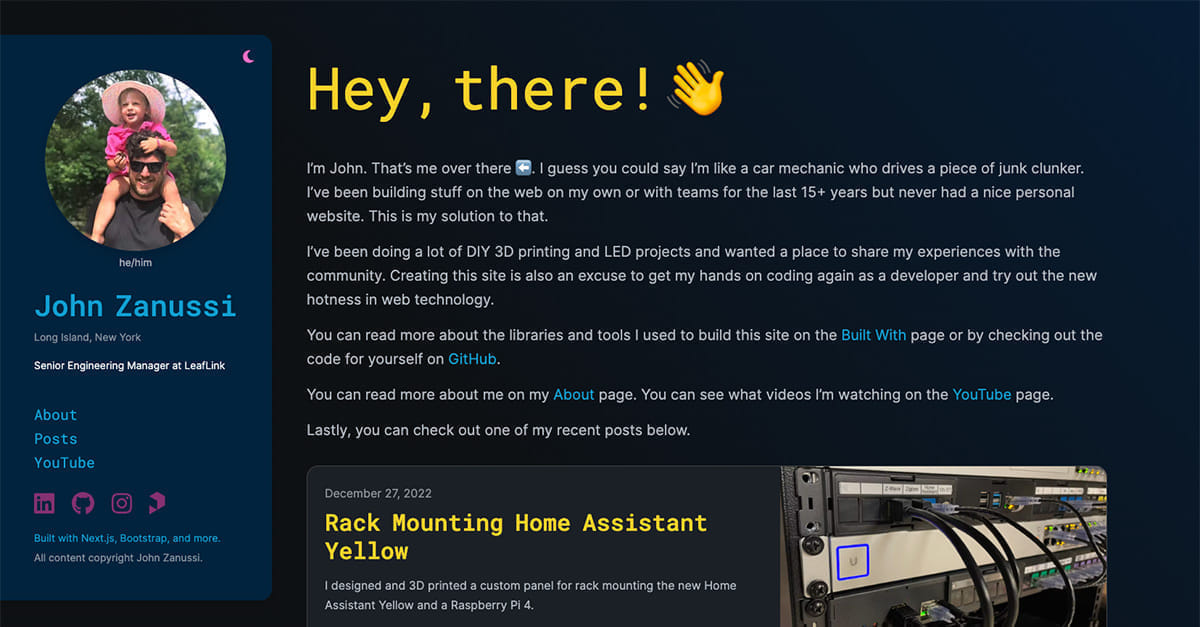 he/him
John Zanussi
Long Island, New York
Senior Engineering Manager at LeafLink
About
Posts
YouTube
Built with Next.js, Bootstrap, and more.
All content copyright John Zanussi.
Hey, there! 👋
I’m John. That’s me over there ⬅️. I guess you could say I’m like a car mechanic who drives a piece of junk clunker.
I’ve been building stuff on the web on my own or with teams for the last 15+ years but never had a nice personal
website. This is my solution to that.
I’ve been doing a lot of DIY 3D printing and LED projects and wanted a place to share my experiences with the
community. Creating this site is also an excuse to get my hands on coding again as a developer and try out the new
hotness in web technology.
You can read more about the libraries and tools I used to build this site on the Built With page or by checking out the
code for yourself on GitHub.
You can read more about me on my About page. You can see what videos I’m watching on the YouTube page.
Lastly, you can check out one of my recent posts below.
December 27, 2022
Rack Mounting Home Assistant
Yellow
I designed and 3D printed a custom panel for rack mounting the new Home
Assistant Yellow and a Raspberry Pi 4.